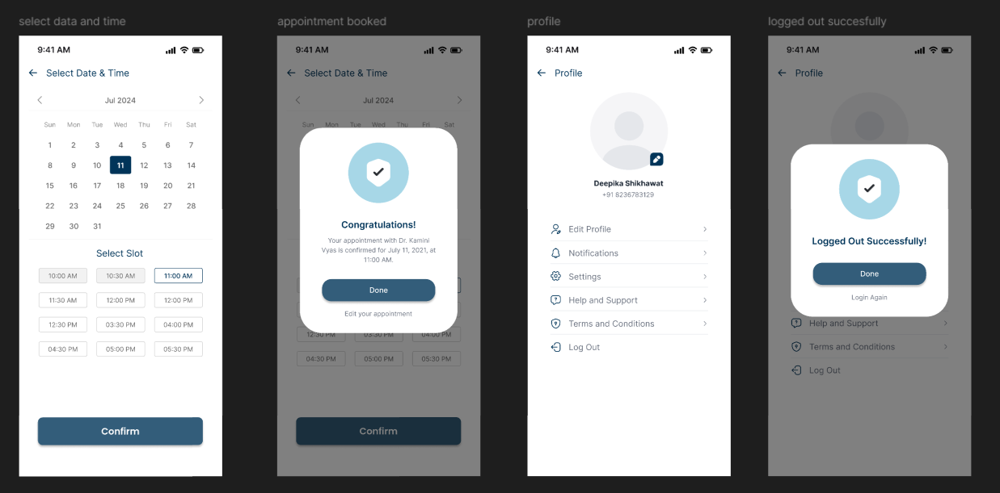 select data and time
9:41 AM
Select Date & Time
Jul 2024
Sun Mon Tue Wed Thu Fri Sat
1 2 3 4 5 6 7
8 9 10 11 12 13 14
15 16 17 18 19 20 21
22 23 24 25 26 27 28
29 30 31
Select Slot
10:00 AM 10:30 AM 11:00 AM
11:30 AM 12:00 PM 12:00 PM
12:30 PM 03:30 PM 04:00 PM
04:30 PM 05:00 PM 05:30 PM
Confirm
appointment booked
9:41 AM
Select Date & Time
Jul 2024
Sun Mon Tue Wed Thu Fri Sat
Congratulations!
Your appointment with Dr. Kamini
Vyas is confirmed for July 11, 2021, at
11:00 AM.
Done
Edit your appointment
12:30 PM 03:30 PM 04:00 PM
04:30 PM 05:00 PM 05:30 PM
Confirm
profile
9:41 AM
Profile
Deepika Shikhawat
+91 8236783129
Edit Profile
Notifications
Settings
Help and Support
Terms and Conditions
Log Out
logged out succesfully
9:41 AM
Profile
Logged Out Successfully!
Done
Login Again
Help and Support
Terms and Conditions
Log Out